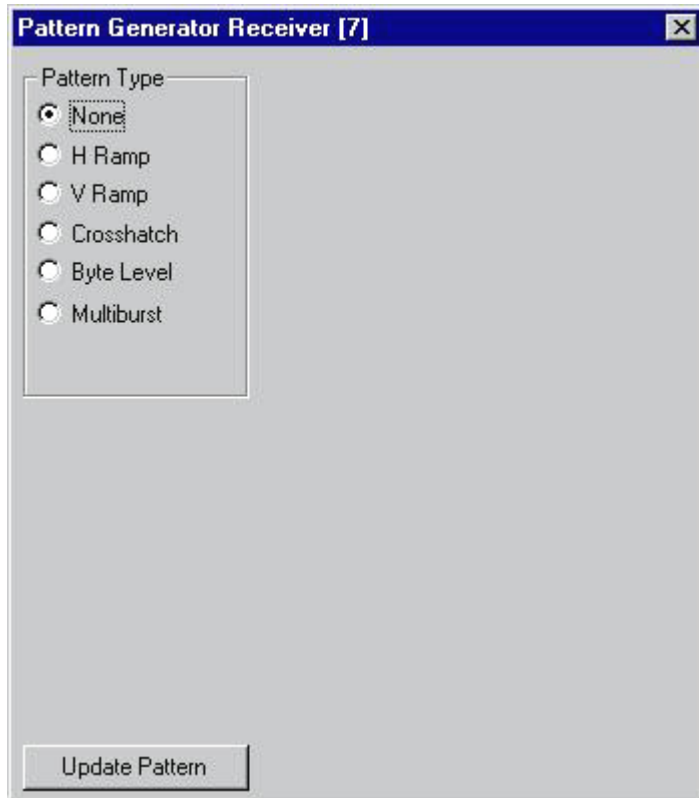 Pattern Generator Receiver [7]
Pattern Type
None
H Ramp
V Ramp
Crosshatch
Byte Level
Multiburst
Update Pattern